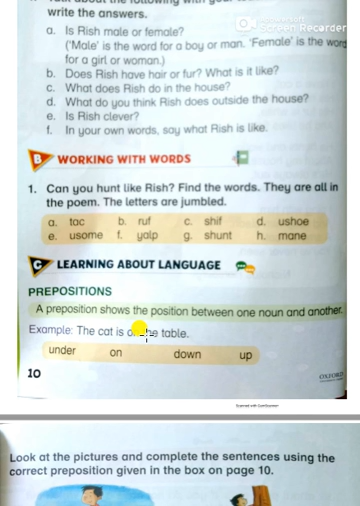 write the answers.
a. Is Rish male or female?
('Male' is the word for a boy or man. 'Female' is the word
for a girl or woman.)
b. Does Rish have hair or fur? What is it like?
c. What does Rish do in the house?
d. What do you think Rish does outside the house?
e. Is Rish clever?
f. In your own words, say what Rish is like.
Screen Recorder
B WORKING WITH WORDS
1. Can you hunt like Rish? Find the words. They are all in
the poem. The letters are jumbled.
a. tac b. ruf c. shif d. ushoe
e. usome f. yalp g. shunt h. mane
C LEARNING ABOUT LANGUAGE
PREPOSITIONS
A preposition shows the position between one noun and another.
Example: The cat is on the table.
under on down up
10
OXFORD
Scanned with CamScanner
Look at the pictures and complete the sentences using the
correct preposition given in the box on page 10.